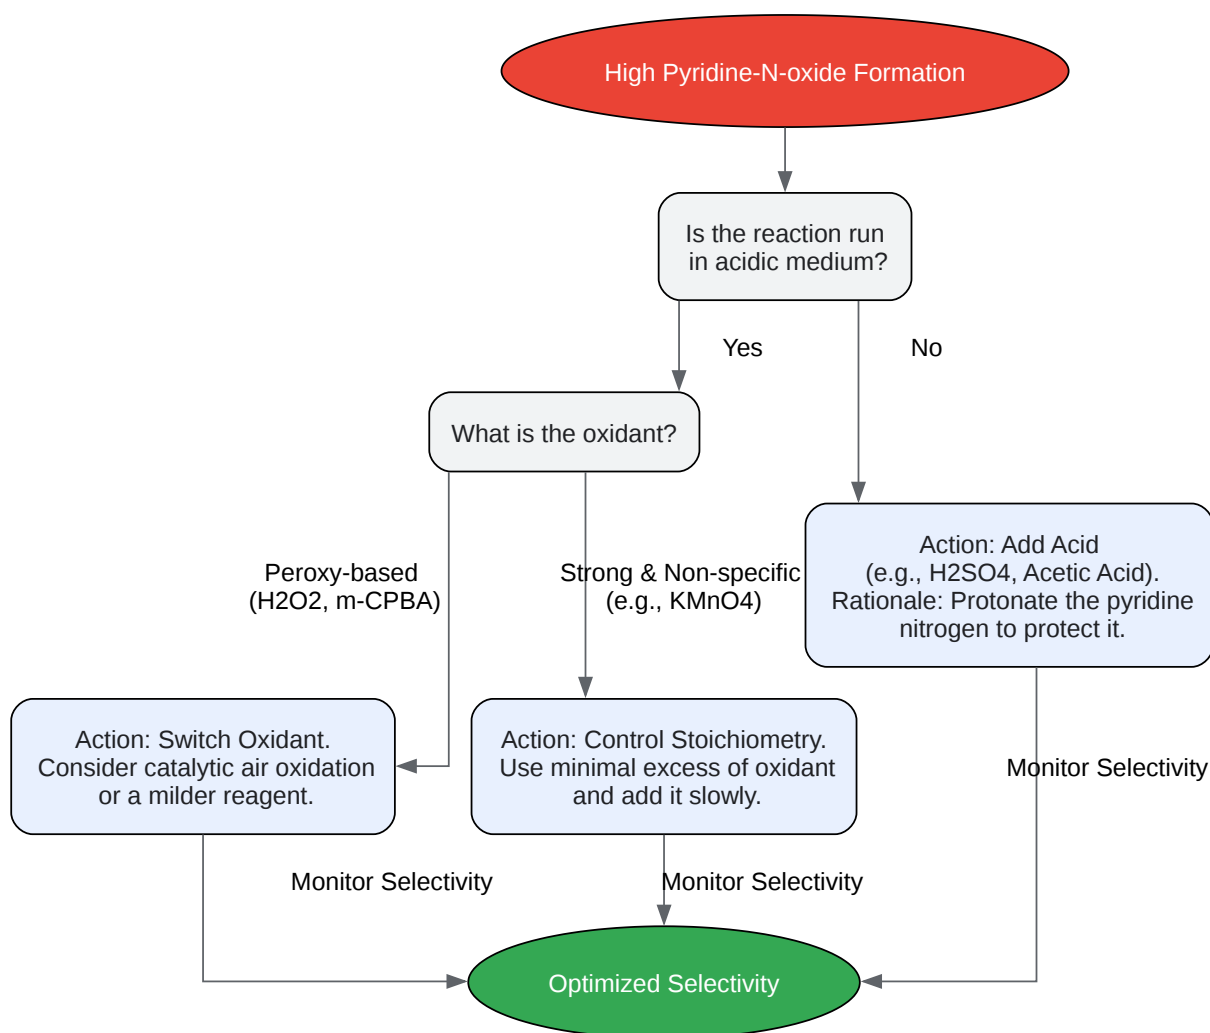 High Pyridine-N-oxide Formation
Is the reaction run
in acidic medium?
Yes
No
What is the oxidant?
Peroxy-based
(H2O2, m-CPBA)
Strong & Non-specific
(e.g., KMnO4)
Action: Add Acid
(e.g., H2SO4, Acetic Acid).
Rationale: Protonate the pyridine
nitrogen to protect it.
Action: Switch Oxidant.
Consider catalytic air oxidation
or a milder reagent.
Action: Control Stoichiometry.
Use minimal excess of oxidant
and add it slowly.
Monitor Selectivity
Monitor Selectivity
Monitor Selectivity
Optimized Selectivity